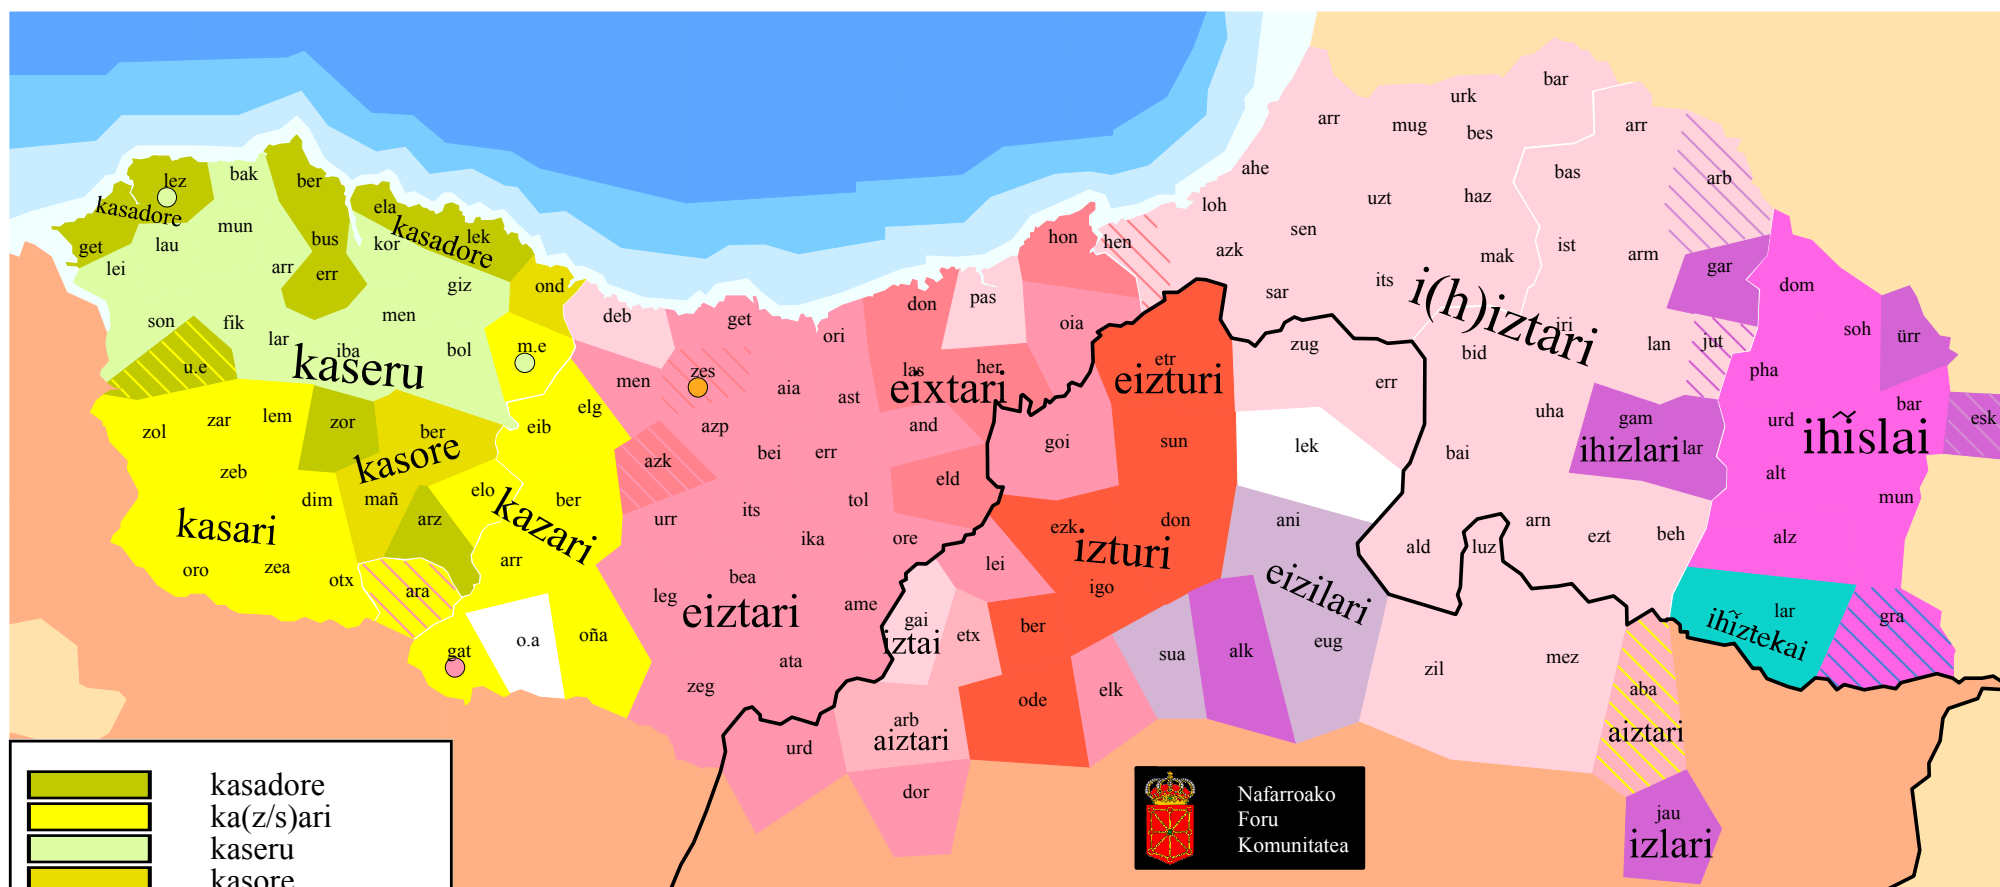 bar
urk
arr
mug
bes
arr
ahe
bas
arb
lez
bak
ber
uzt
haz
loh
kasadore
ela
mun
bus
kor
kasadore
lek
get
lau
hon
hen
sen
azk
mak
ist
arm
gar
lei
arr
err
giz
ond
sar
its
i(h)iztari
dom
son
fik
men
deb
get
don
pas
oia
iri
soh
ürr
lar
iba
bol
m.e
ori
zug
bid
lan
jut
u.e
kaseru
men
zes
aia
ast
las
her
eixtari
etr
eizturi
err
pha
zol
zar
lem
zor
ber
kasore
eib
elg
azp
and
goi
sun
lek
uha
gam
ihizlari
lar
urd
ihĩslai
bar
esk
zeb
azk
bei
err
eld
bai
alt
dim
mañ
elo
kazari
ber
tol
mun
kasari
arz
urr
its
ika
ore
ezk
izturi
don
ani
ald
luz
arn
ezt
beh
alz
oro
zea
otx
ara
arr
leg
bea
eiztari
ame
lei
igo
eizilari
gat
o.a
oña
ata
gai
iztai
etx
ber
sua
alk
eug
zil
mez
lar
ihĩztekai
gra
zeg
urd
arb
aiztari
ode
elk
aba
aiztari
dor
jau
izlari
Nafarroako
Foru
Komunitatea
kasadore
ka(z/s)ari
kaseru
kasore